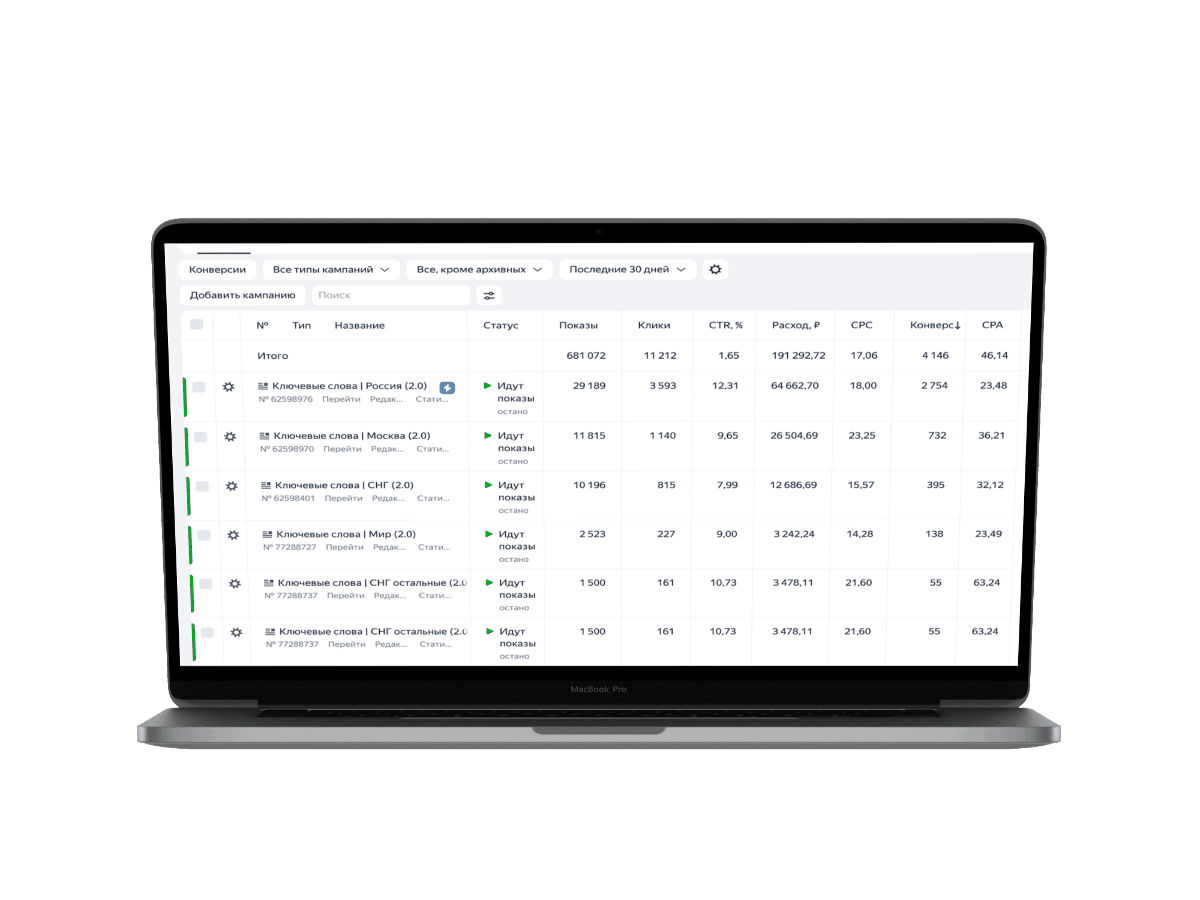 Конверсии Все типы кампаний Все, кроме архивных Последние 30 дней
Добавить кампанию Поиск
№ Тип Название Статус Показы Клики CTR, % Расход, ₽ CPC Конверс↓ CPA
Итого 681 072 11 212 1,65 191 292,72 17,06 4 146 46,14
Ключевые слова | Россия (2.0) Идут 29 189 3 593 12,31 64 662,70 18,00 2 754 23,48
№ 62598976 Перейти Редак... Стати... показы
остано
Ключевые слова | Москва (2.0) Идут 11 815 1 140 9,65 26 504,69 23,25 732 36,21
№ 62598970 Перейти Редак... Стати... показы
остано
Ключевые слова | СНГ (2.0) Идут 10 196 815 7,99 12 686,69 15,57 395 32,12
№ 62598401 Перейти Редак... Стати... показы
остано
Ключевые слова | Мир (2.0) Идут 2 523 227 9,00 3 242,24 14,28 138 23,49
№ 77288727 Перейти Редак... Стати... показы
остано
Ключевые слова | СНГ остальные (2.0 Идут 1 500 161 10,73 3 478,11 21,60 55 63,24
№ 77288737 Перейти Редак... Стати... показы
остано
Ключевые слова | СНГ остальные (2.0 Идут 1 500 161 10,73 3 478,11 21,60 55 63,24
№ 77288737 Перейти Редак... Стати... показы
остано
MacBook Pro